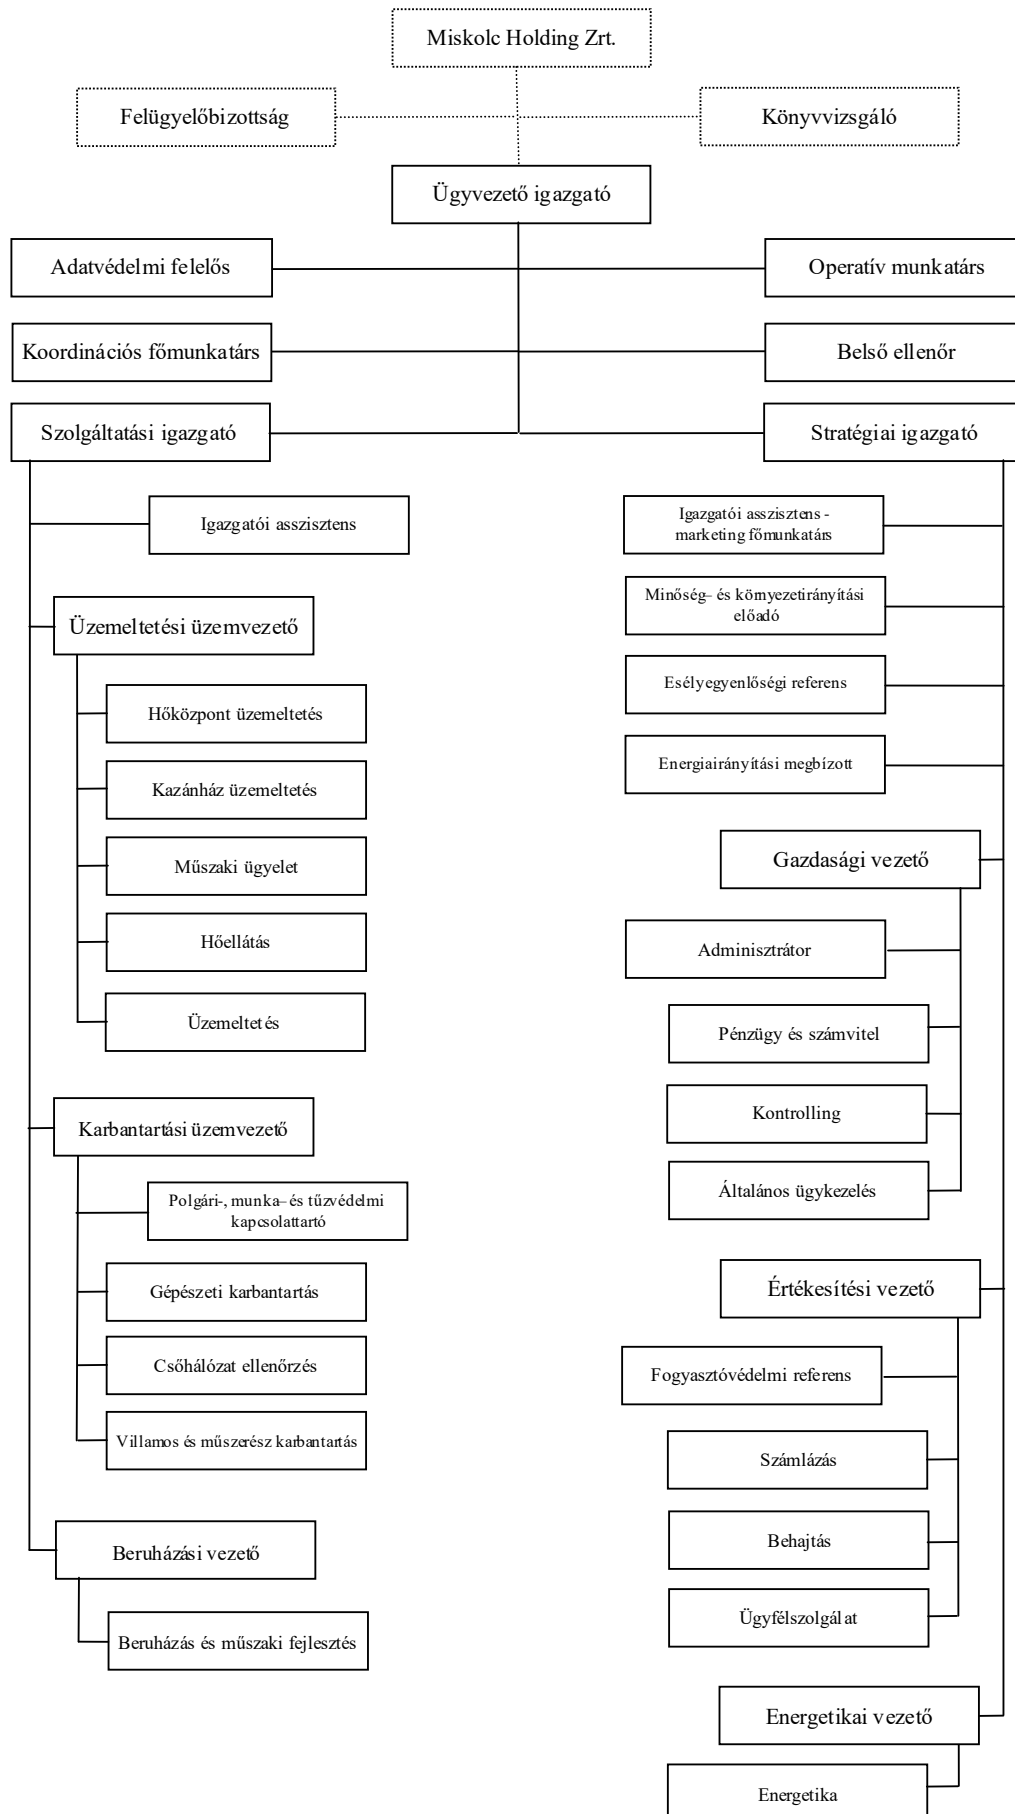 Miskolc Holding Zrt.
Felügyelőbizottság
Könyvvizsgáló
Ügyvezető igazgató
Adatvédelmi felelős
Operatív munkatárs
Koordinációs főmunkatárs
Belső ellenőr
Szolgáltatási igazgató
Stratégiai igazgató
Igazgatói asszisztens
Üzemeltetési üzemvezető
Hőközpont üzemeltetés
Kazánház üzemeltetés
Műszaki ügyelet
Hőellátás
Üzemeltetés
Karbantartási üzemvezető
Polgári-, munka– és tűzvédelmi
kapcsolattartó
Gépészeti karbantartás
Csőhálózat ellenőrzés
Villamos és műszerész karbantartás
Beruházási vezető
Beruházás és műszaki fejlesztés
Igazgatói asszisztens -
marketing főmunkatárs
Minőség– és környezetirányítási
előadó
Esélyegyenlőségi referens
Energiairányítási megbízott
Gazdasági vezető
Adminisztrátor
Pénzügy és számvitel
Kontrolling
Általános ügykezelés
Értékesítési vezető
Fogyasztóvédelmi referens
Számlázás
Behajtás
Ügyfélszolgálat
Energetikai vezető
Energetika